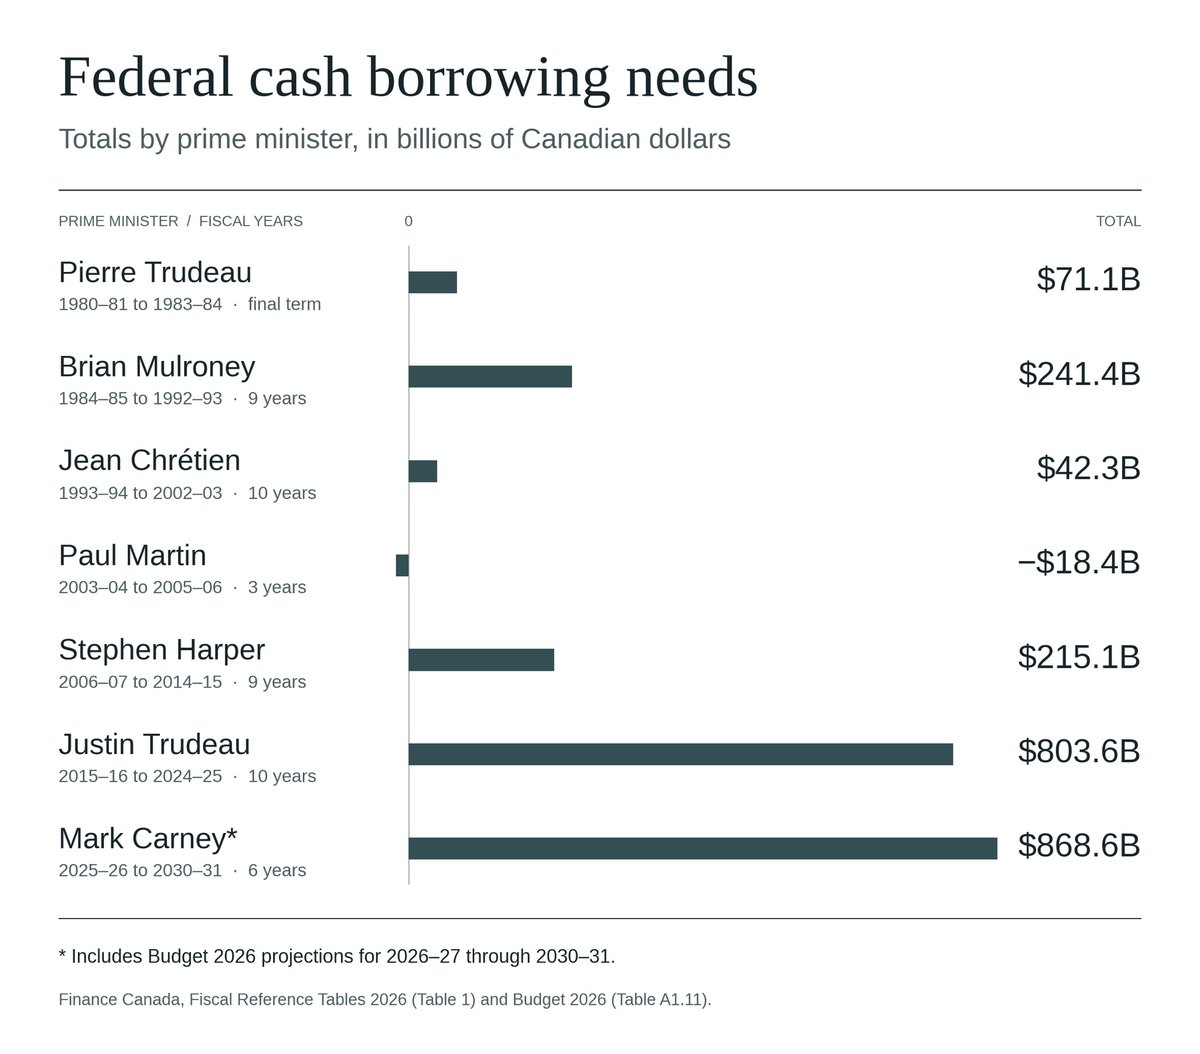 Federal cash borrowing needs
Totals by prime minister, in billions of Canadian dollars
PRIME MINISTER / FISCAL YEARS 0 TOTAL
Pierre Trudeau $71.1B
1980–81 to 1983–84 · final term
Brian Mulroney $241.4B
1984–85 to 1992–93 · 9 years
Jean Chrétien $42.3B
1993–94 to 2002–03 · 10 years
Paul Martin −$18.4B
2003–04 to 2005–06 · 3 years
Stephen Harper $215.1B
2006–07 to 2014–15 · 9 years
Justin Trudeau $803.6B
2015–16 to 2024–25 · 10 years
Mark Carney* $868.6B
2025–26 to 2030–31 · 6 years
* Includes Budget 2026 projections for 2026–27 through 2030–31.
Finance Canada, Fiscal Reference Tables 2026 (Table 1) and Budget 2026 (Table A1.11).